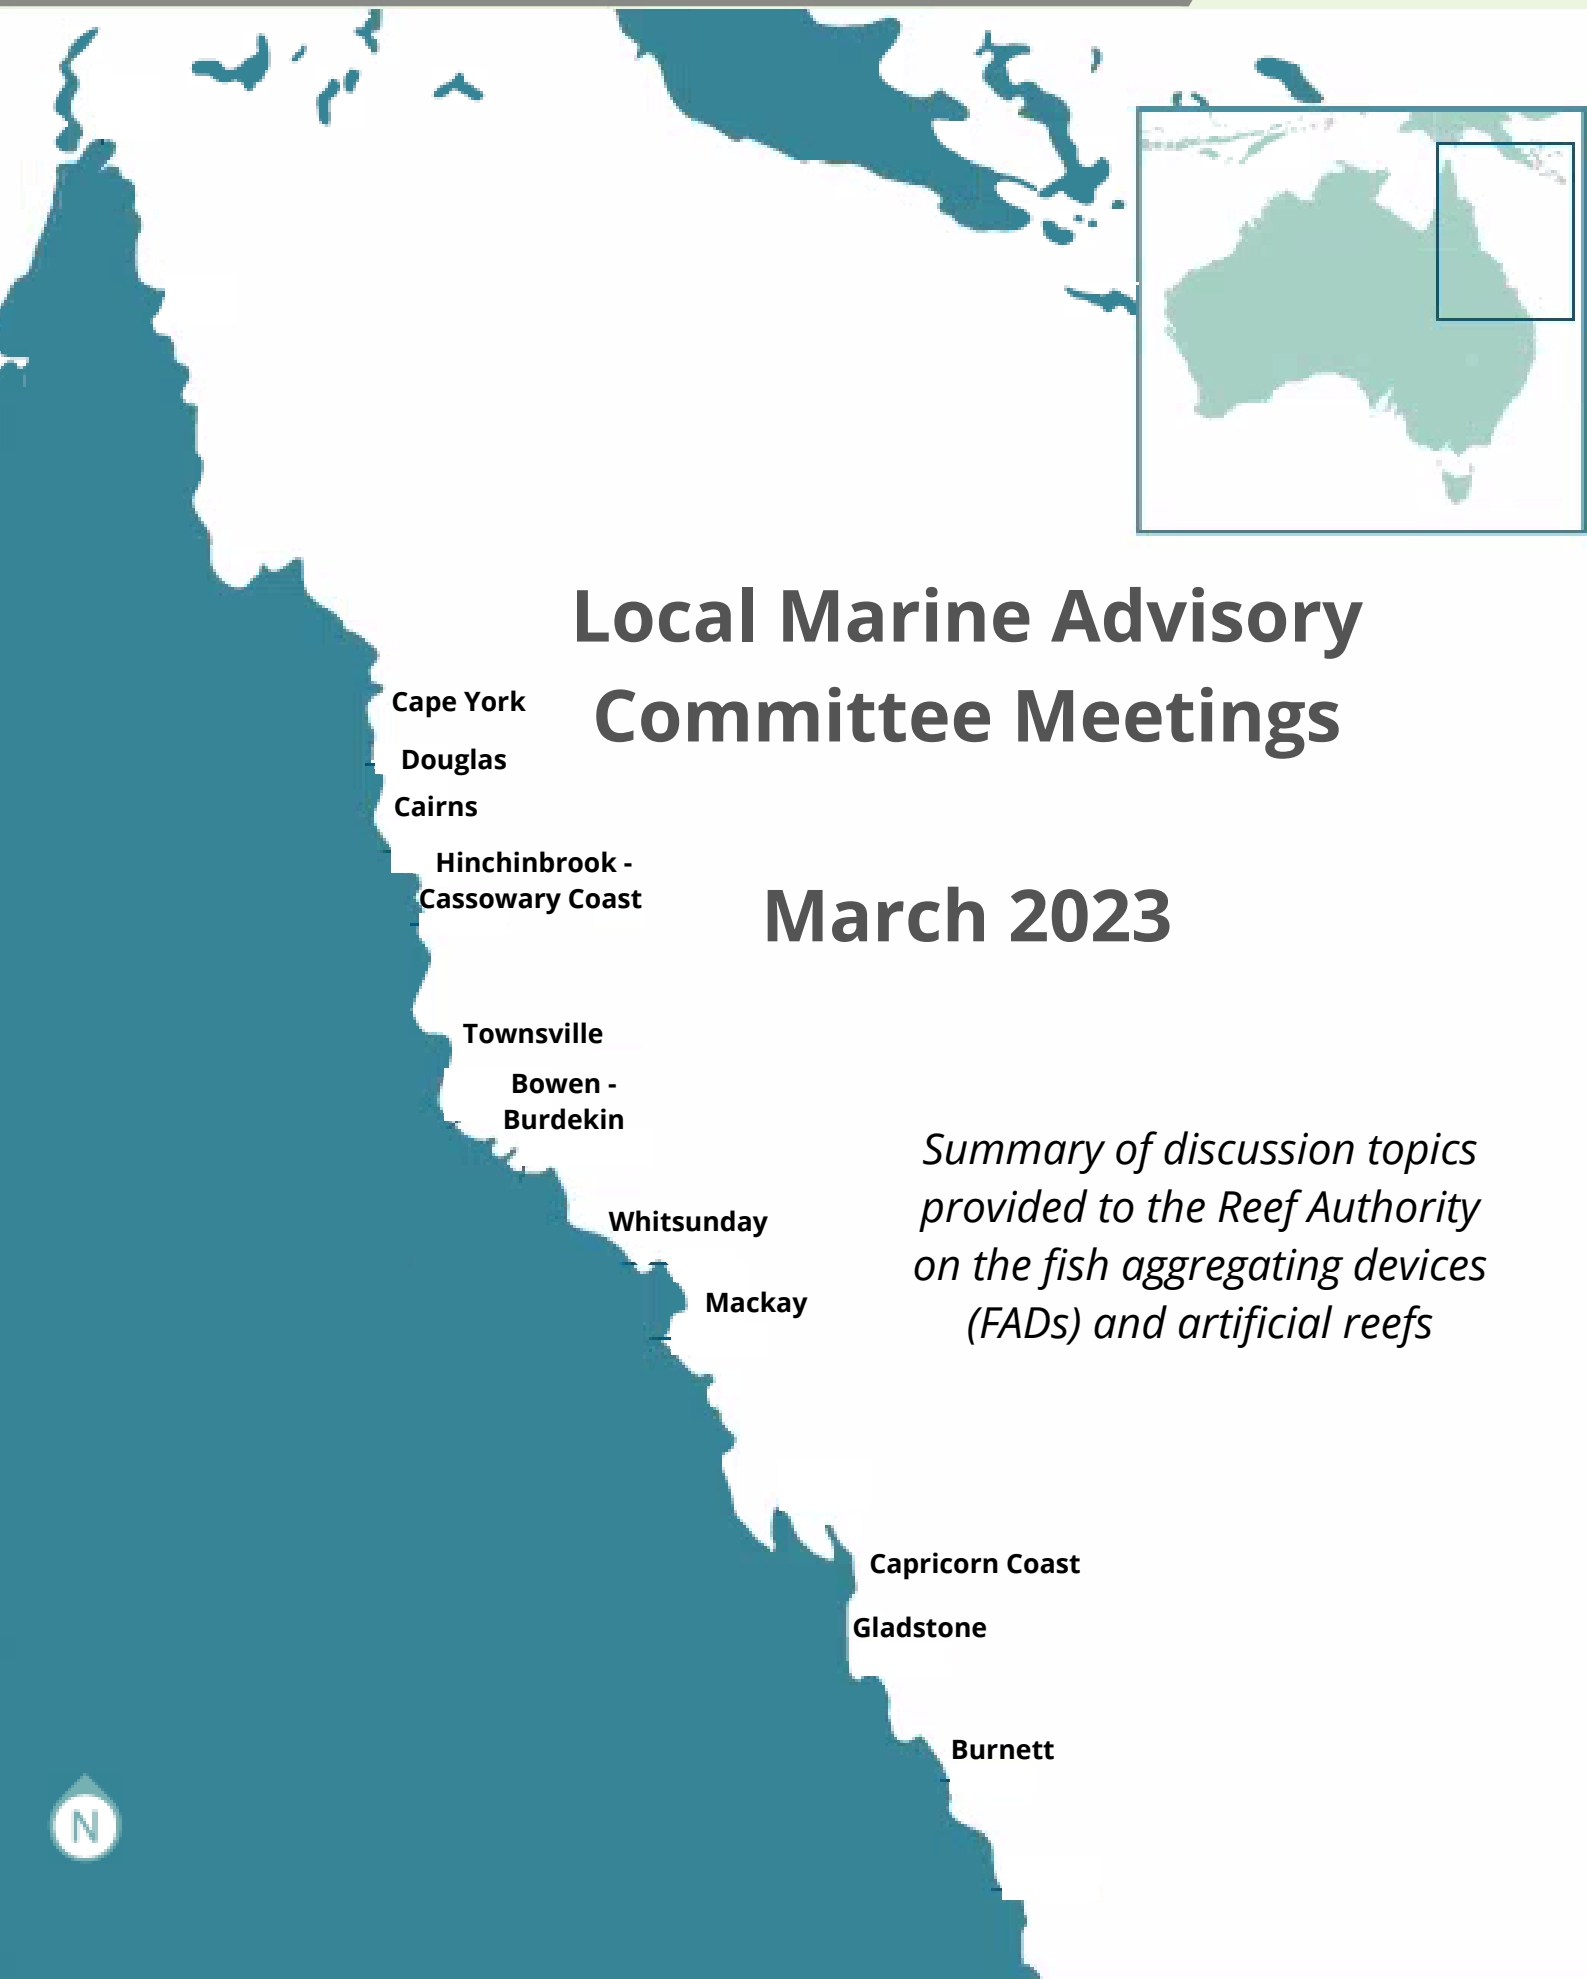 Local Marine Advisory
Committee Meetings
March 2023
Cape York
Douglas
Cairns
Hinchinbrook -
Cassowary Coast
Townsville
Bowen -
Burdekin
Summary of discussion topics
provided to the Reef Authority
on the fish aggregating devices
(FADs) and artificial reefs
Whitsunday
Mackay
Capricorn Coast
Gladstone
Burnett
N